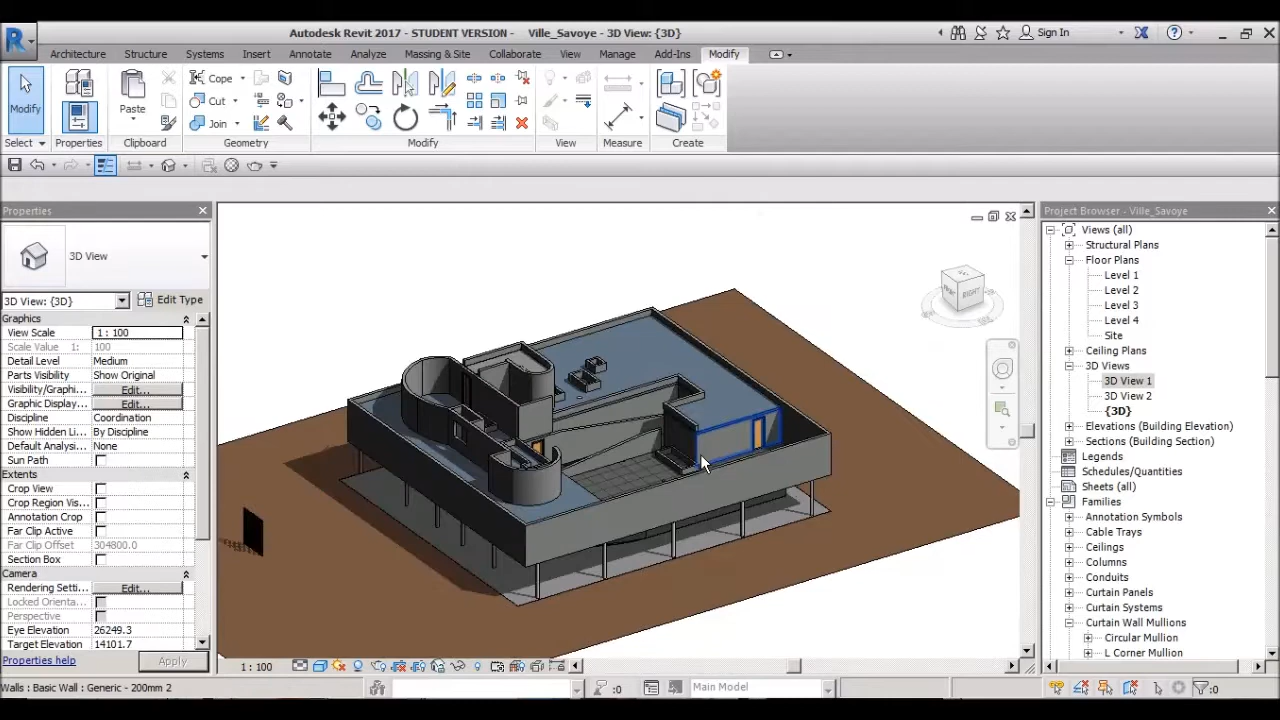 Autodesk Revit 2017 - STUDENT VERSION - Ville_Savoye - 3D View: {3D}
Sign In
Architecture Structure Systems Insert Annotate Analyze Massing & Site Collaborate View Manage Add-Ins Modify
Modify
Paste
Cope
Cut
Join
Select Properties Clipboard Geometry Modify View Measure Create
Properties
3D View
3D View: {3D}
Edit Type
Graphics
View Scale 1 : 100
Scale Value 1: 100
Detail Level Medium
Parts Visibility Show Original
Visibility/Graphi... Edit...
Graphic Display... Edit...
Discipline Coordination
Show Hidden Li... By Discipline
Default Analysi... None
Sun Path
Extents
Crop View
Crop Region Vis...
Annotation Crop
Far Clip Active
Far Clip Offset 304800.0
Section Box
Camera
Rendering Setti... Edit...
Locked Orienta...
Perspective
Eye Elevation 26249.3
Target Elevation 14101.7
Properties help
Apply
RIGHT
Project Browser - Ville_Savoye
Views (all)
Structural Plans
Floor Plans
Level 1
Level 2
Level 3
Level 4
Site
Ceiling Plans
3D Views
3D View 1
3D View 2
{3D}
Elevations (Building Elevation)
Sections (Building Section)
Legends
Schedules/Quantities
Sheets (all)
Families
Annotation Symbols
Cable Trays
Ceilings
Columns
Conduits
Curtain Panels
Curtain Systems
Curtain Wall Mullions
Circular Mullion
L Corner Mullion
1 : 100
Walls : Basic Wall : Generic - 200mm 2
:0
Main Model
:0